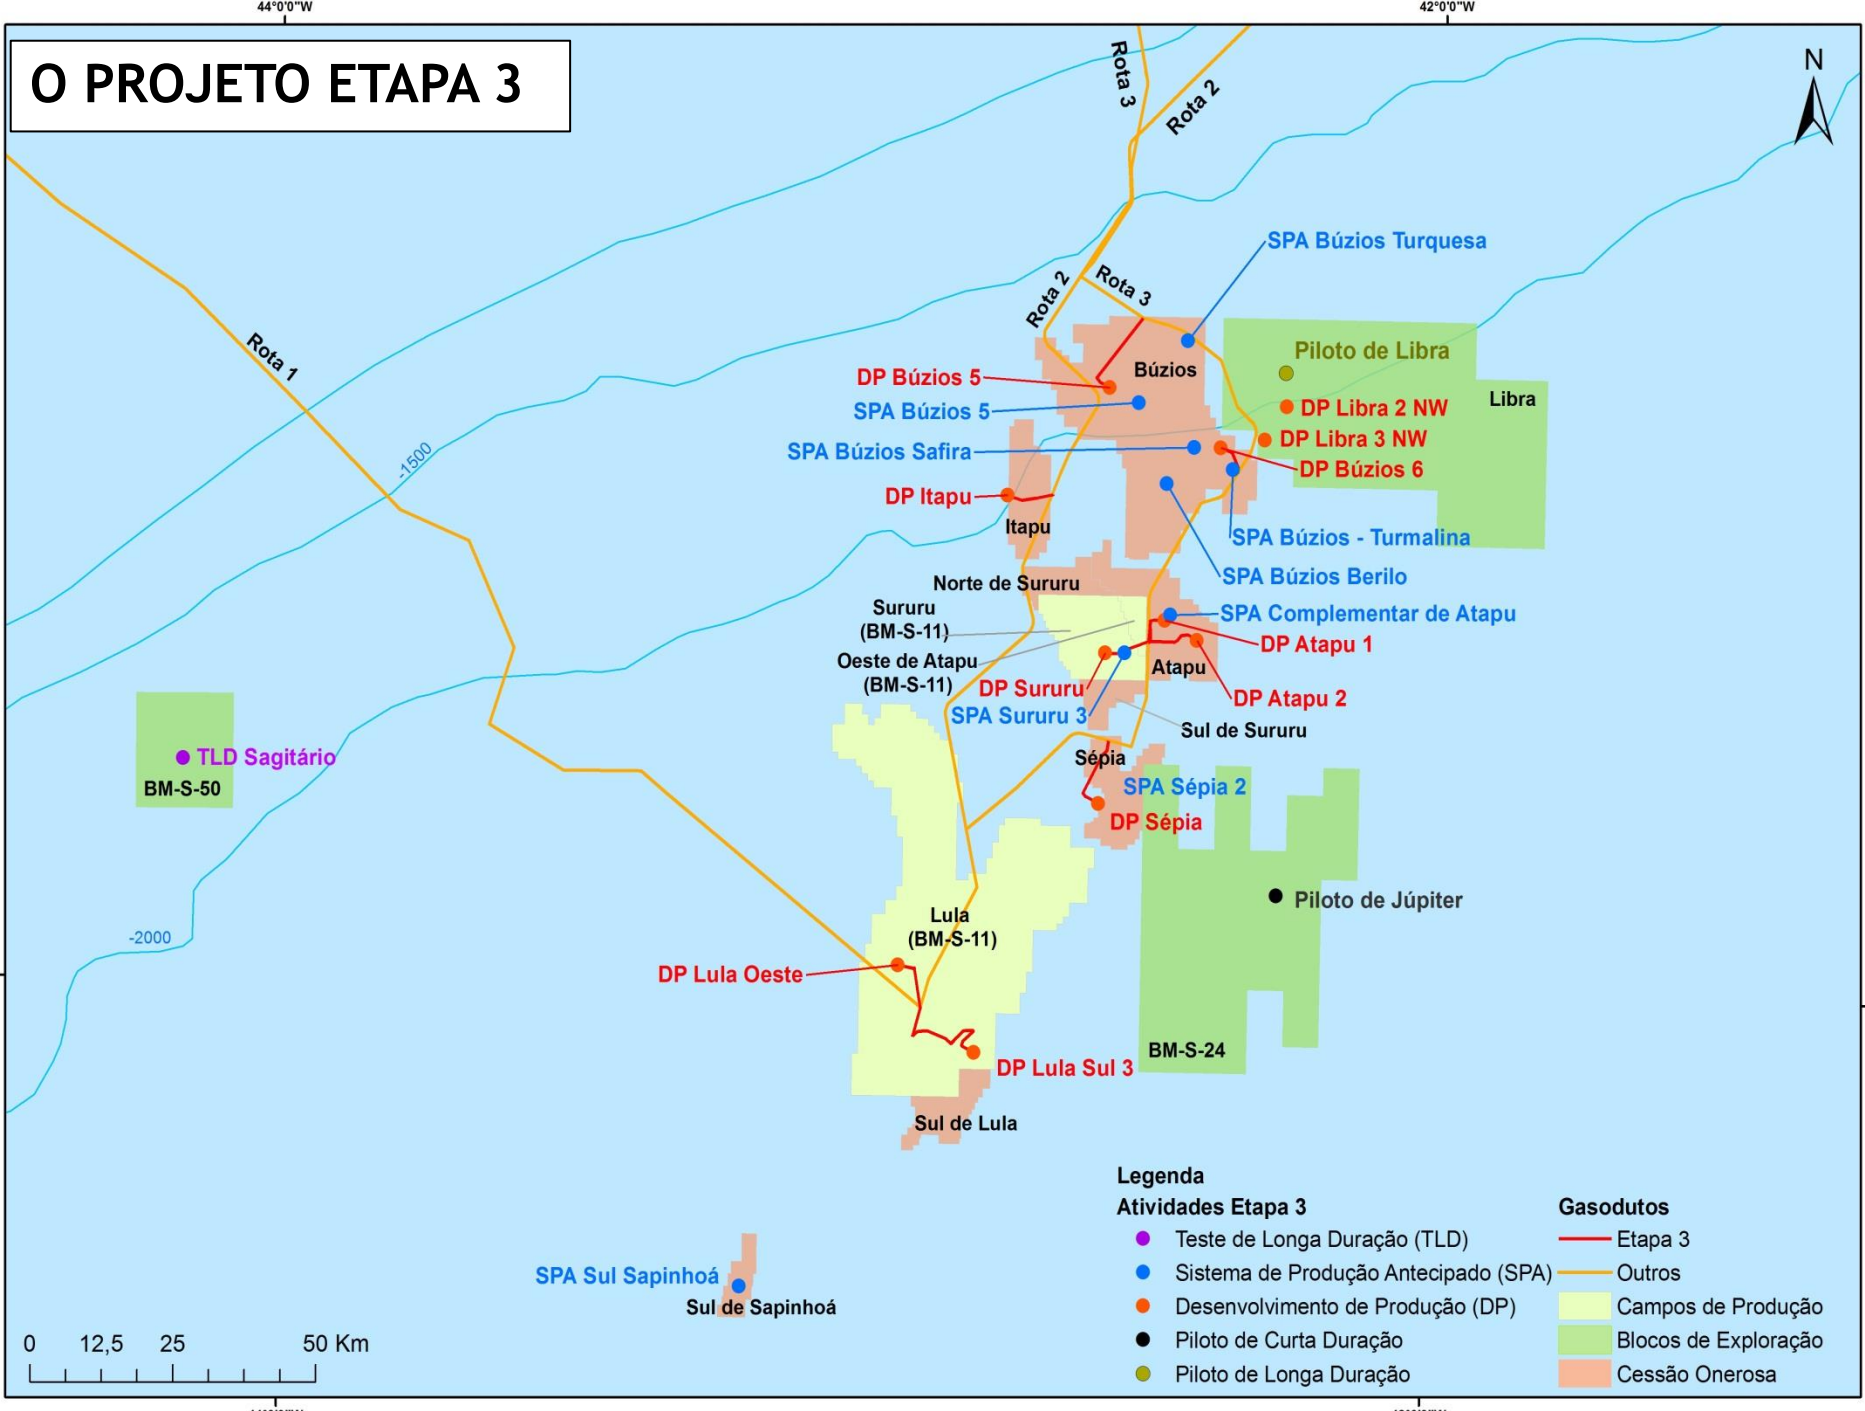 44°0'0"W
42°0'0"W
O PROJETO ETAPA 3
N
Rota 3
Rota 2
SPA Búzios Turquesa
Rota 2
Rota 3
Rota 1
Piloto de Libra
Búzios
DP Búzios 5
Libra
DP Libra 2 NW
SPA Búzios 5
DP Libra 3 NW
SPA Búzios Safira
-1500
DP Búzios 6
DP Itapu
Itapu
SPA Búzios - Turmalina
SPA Búzios Berilo
Norte de Sururu
Sururu
(BM-S-11)
SPA Complementar de Atapu
DP Atapu 1
Oeste de Atapu
(BM-S-11)
Atapu
DP Sururu
DP Atapu 2
SPA Sururu 3
Sul de Sururu
TLD Sagitário
BM-S-50
Sépia
SPA Sépia 2
DP Sépia
Piloto de Júpiter
Lula
(BM-S-11)
-2000
DP Lula Oeste
BM-S-24
DP Lula Sul 3
Sul de Lula
SPA Sul Sapinhoá
Sul de Sapinhoá
0 12,5 25 50 Km
Legenda
Atividades Etapa 3
Teste de Longa Duração (TLD)
Sistema de Produção Antecipado (SPA)
Desenvolvimento de Produção (DP)
Piloto de Curta Duração
Piloto de Longa Duração
Gasodutos
Etapa 3
Outros
Campos de Produção
Blocos de Exploração
Cessão Onerosa